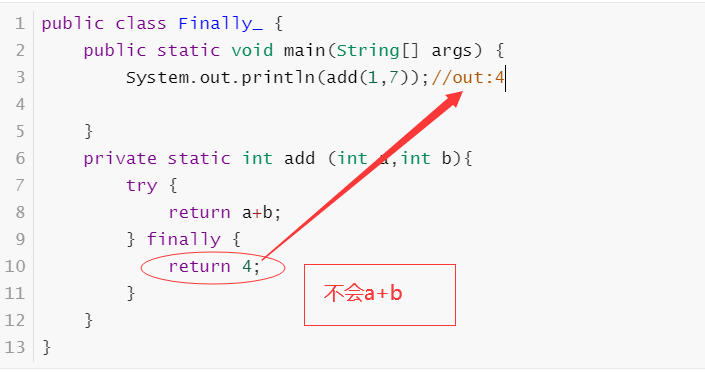 1 public class Finally_ {
2 public static void main(String[] args) {
3 System.out.println(add(1,7));//out:4
4
5 }
6 private static int add (int a,int b){
7 try {
8 return a+b;
9 } finally {
10 return 4;
11 }
12 }
13 }
不会a+b